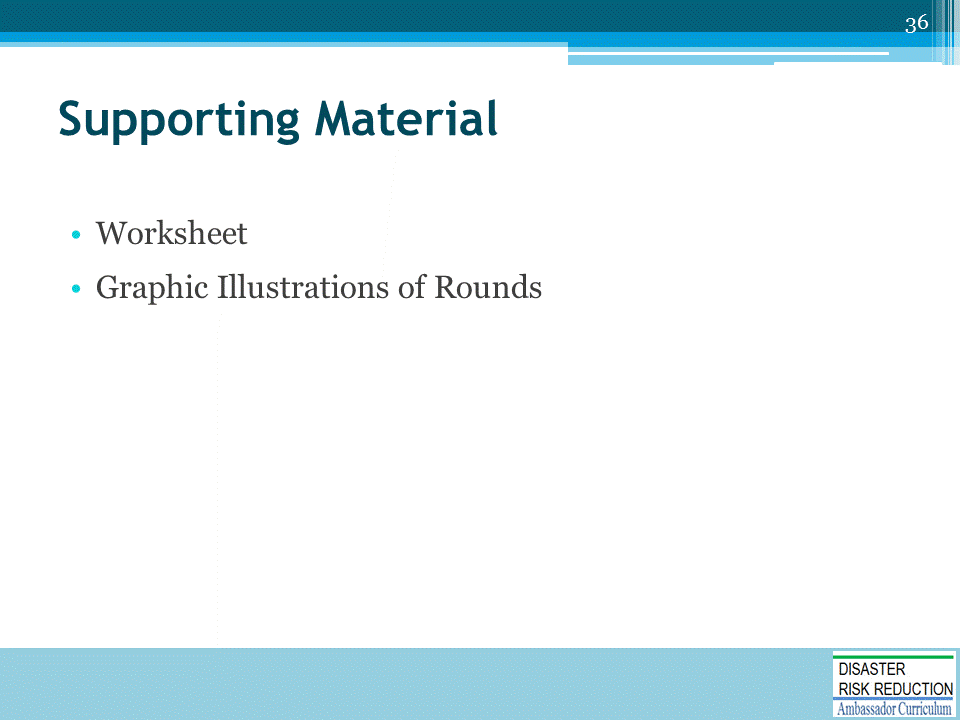 36
Supporting Material
• Worksheet
• Graphic Illustrations of Rounds
DISASTER
RISK REDUCTION
Ambassador Curriculum